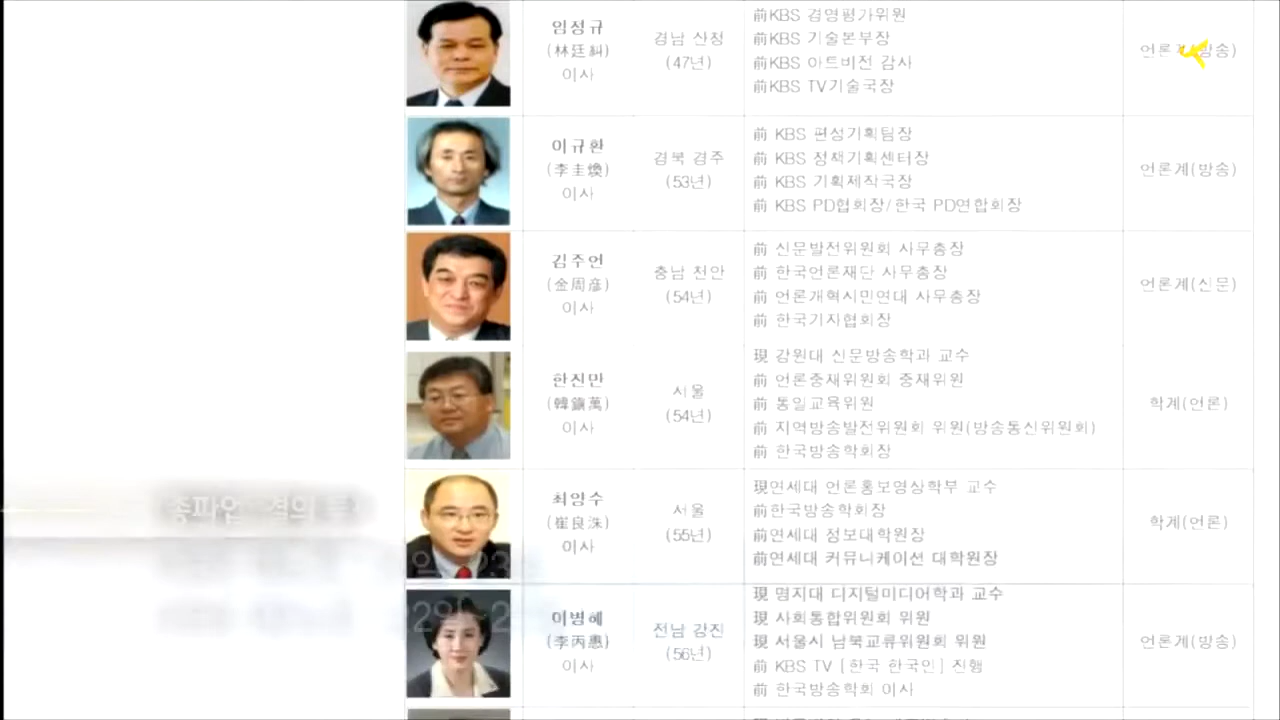 임정규
(林廷糾)
이사
경남 산청
(47년)
前KBS 경영평가위원
前KBS 기술본부장
前KBS 아트비전 감사
前KBS TV기술국장
이규환
(李圭煥)
이사
경북 경주
(53년)
前 KBS 편성기획팀장
前 KBS 정책기획센터장
前 KBS 기획제작국장
前 KBS PD협회장/한국 PD연합회장
언론계(방송)
김주언
(金周彦)
이사
충남 천안
(54년)
前 신문발전위원회 사무총장
前 한국언론재단 사무총장
前 언론개혁시민연대 사무총장
前 한국기자협회장
언론계(신문)
한진만
(韓鎭萬)
이사
서울
(54년)
現 강원대 신문방송학과 교수
前 언론중재위원회 중재위원
前 통일교육위원
前 지역방송발전위원회 위원(방송통신위원회)
前 한국방송학회장
학계(언론)
최양수
(崔良洙)
이사
서울
(55년)
現연세대 언론홍보영상학부 교수
前한국방송학회장
前연세대 정보대학원장
前연세대 커뮤니케이션 대학원장
학계(언론)
이병혜
(李丙惠)
이사
전남 강진
(56년)
現 명지대 디지털미디어학과 교수
現 사회통합위원회 위원
現 서울시 남북교류위원회 위원
前 KBS TV [한국 한국인] 진행
前 한국방송학회 이사
언론계(방송)
총파업